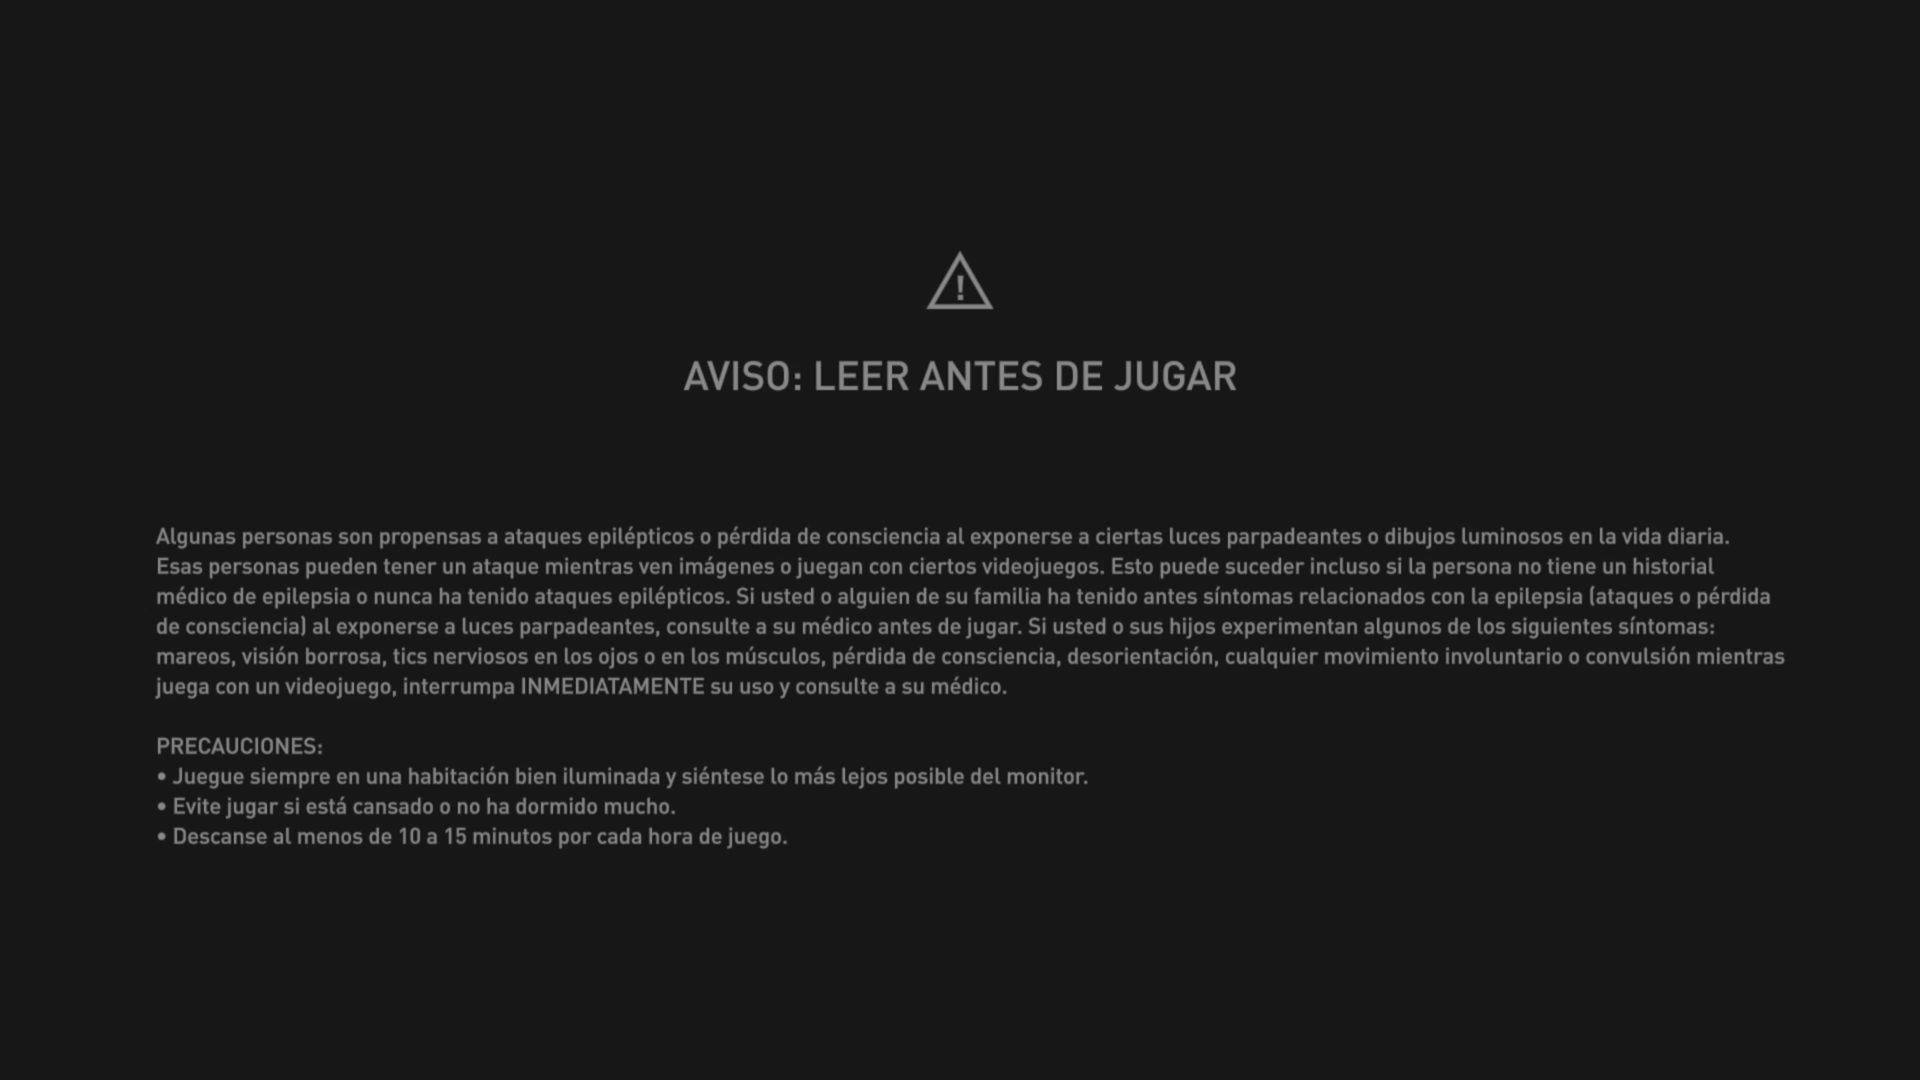 AVISO: LEER ANTES DE JUGAR
Algunas personas son propensas a ataques epilépticos o pérdida de consciencia al exponerse a ciertas luces parpadeantes o dibujos luminosos en la vida diaria.
Esas personas pueden tener un ataque mientras ven imágenes o juegan con ciertos videojuegos. Esto puede suceder incluso si la persona no tiene un historial
médico de epilepsia o nunca ha tenido ataques epilépticos. Si usted o alguien de su familia ha tenido antes síntomas relacionados con la epilepsia (ataques o pérdida
de consciencia) al exponerse a luces parpadeantes, consulte a su médico antes de jugar. Si usted o sus hijos experimentan algunos de los siguientes síntomas:
mareos, visión borrosa, tics nerviosos en los ojos o en los músculos, pérdida de consciencia, desorientación, cualquier movimiento involuntario o convulsión mientras
juega con un videojuego, interrumpa INMEDIATAMENTE su uso y consulte a su médico.
PRECAUCIONES:
• Juegue siempre en una habitación bien iluminada y siéntese lo más lejos posible del monitor.
• Evite jugar si está cansado o no ha dormido mucho.
• Descanse al menos de 10 a 15 minutos por cada hora de juego.